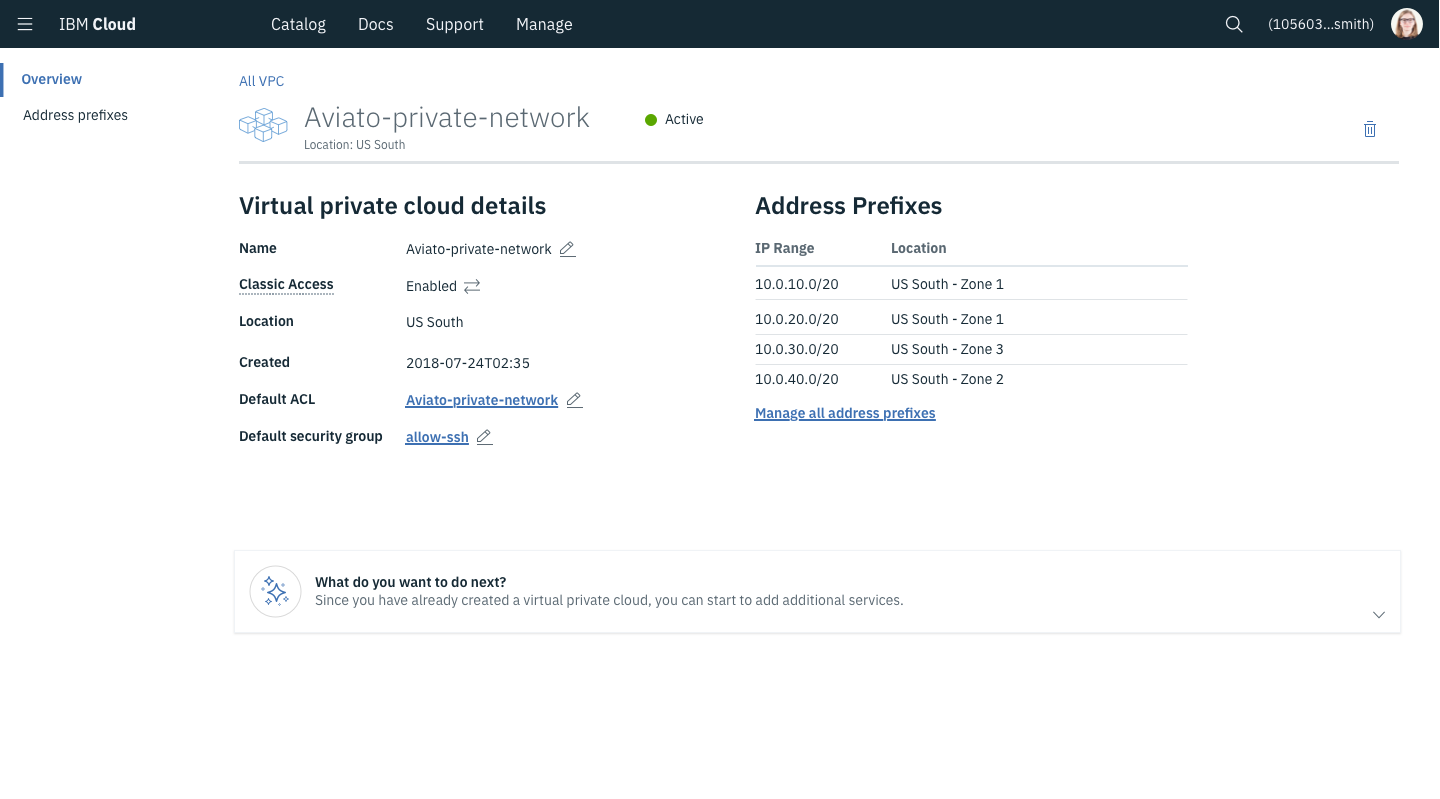 IBM Cloud Catalog Docs Support Manage (105603...smith)
Overview
Address prefixes
All VPC
Aviato-private-network Active
Location: US South
Virtual private cloud details
Name Aviato-private-network
Classic Access Enabled
Location US South
Created 2018-07-24T02:35
Default ACL Aviato-private-network
Default security group allow-ssh
Address Prefixes
IP Range Location
10.0.10.0/20 US South - Zone 1
10.0.20.0/20 US South - Zone 1
10.0.30.0/20 US South - Zone 3
10.0.40.0/20 US South - Zone 2
Manage all address prefixes
What do you want to do next?
Since you have already created a virtual private cloud, you can start to add additional services.